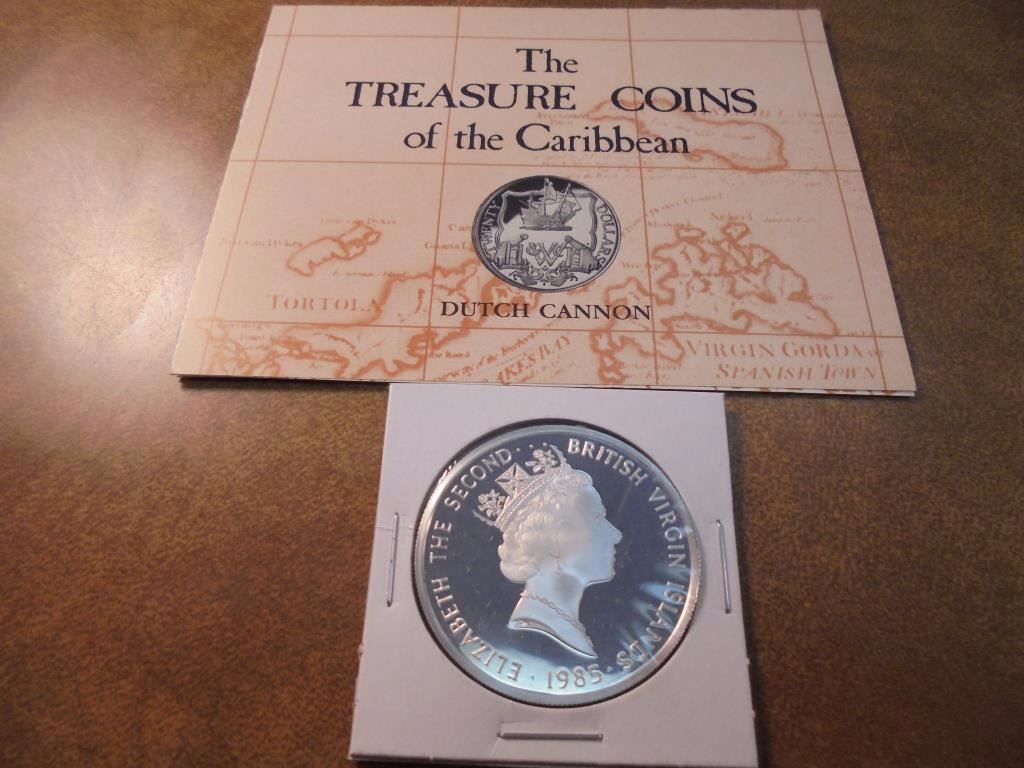 The
TREASURE COINS
of the Caribbean
TWENTY DOLLARS
DUTCH CANNON
TORTOLA
VIRGIN GORDA or
SPANISH TOWN
ELIZABETH THE SECOND · BRITISH VIRGIN ISLANDS · 1985 ·